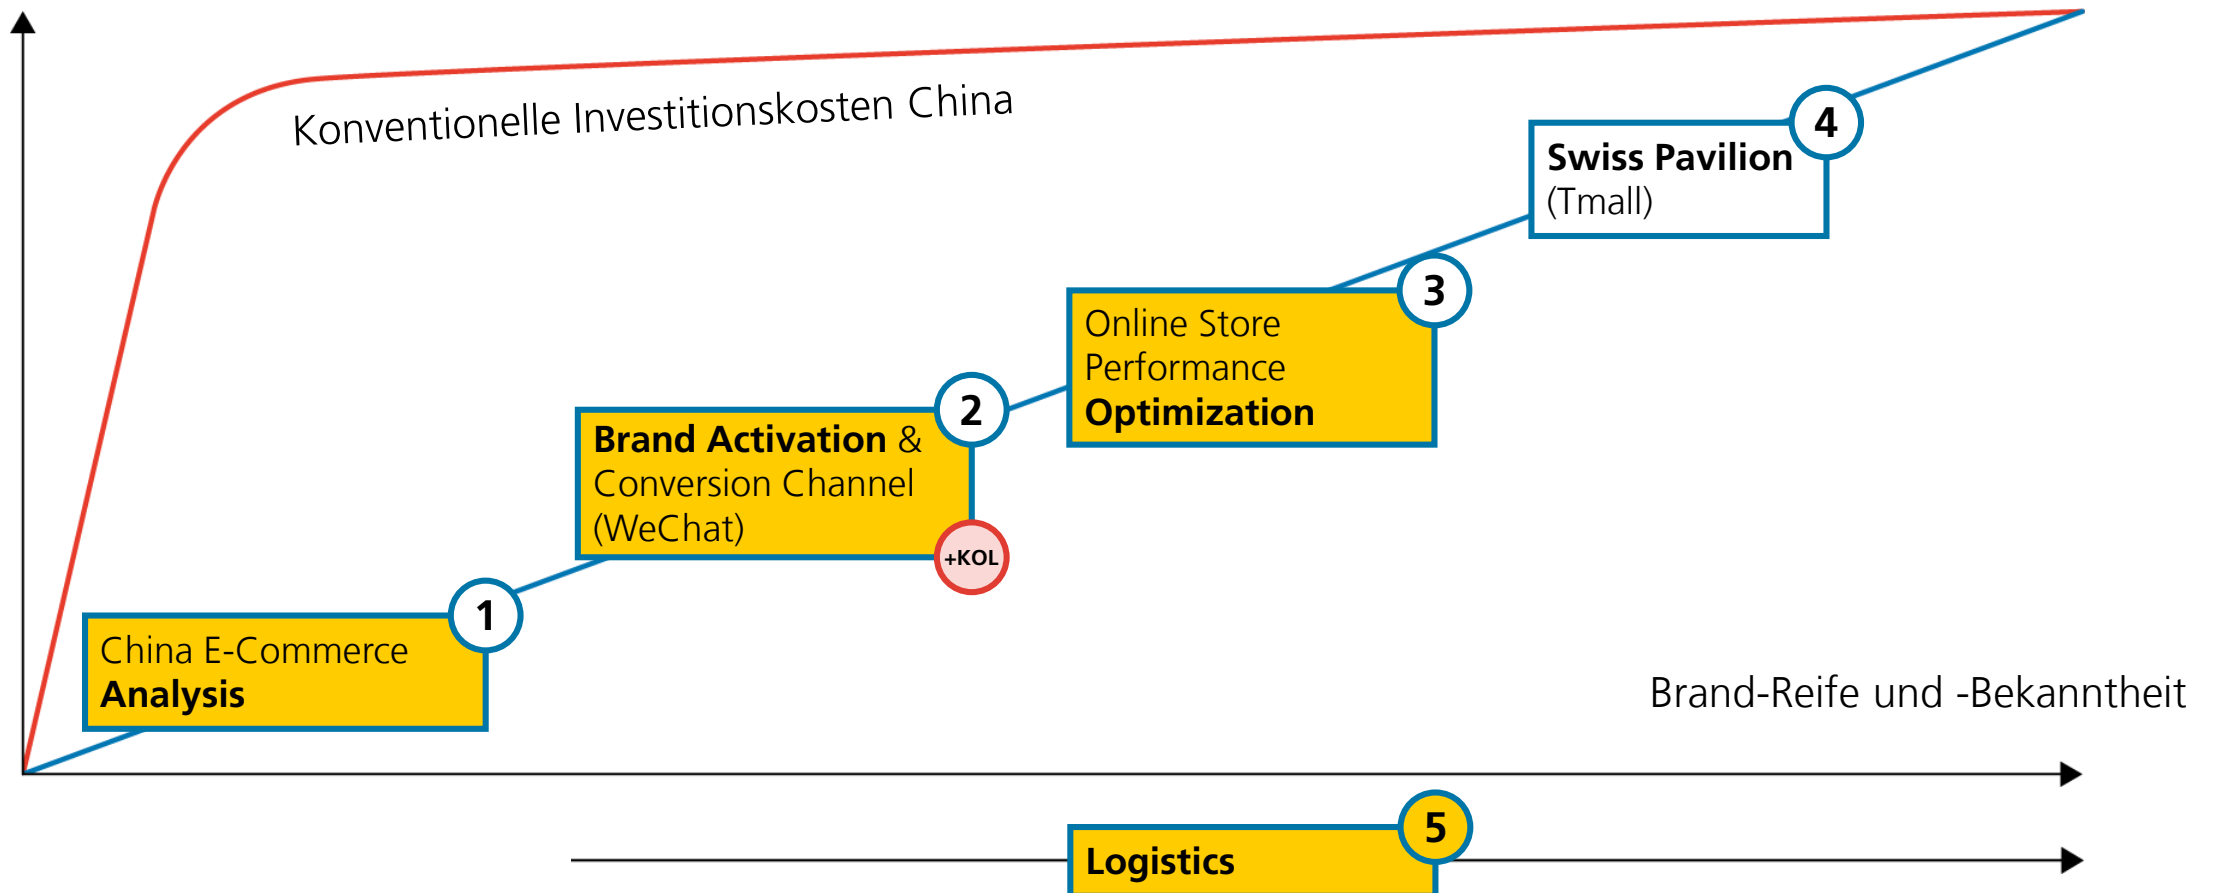 Konventionelle Investitionskosten China
4
Swiss Pavilion
(Tmall)
3
Online Store
Performance
Optimization
2
Brand Activation &
Conversion Channel
(WeChat)
+KOL
1
China E-Commerce
Analysis
Brand-Reife und -Bekanntheit
5
Logistics